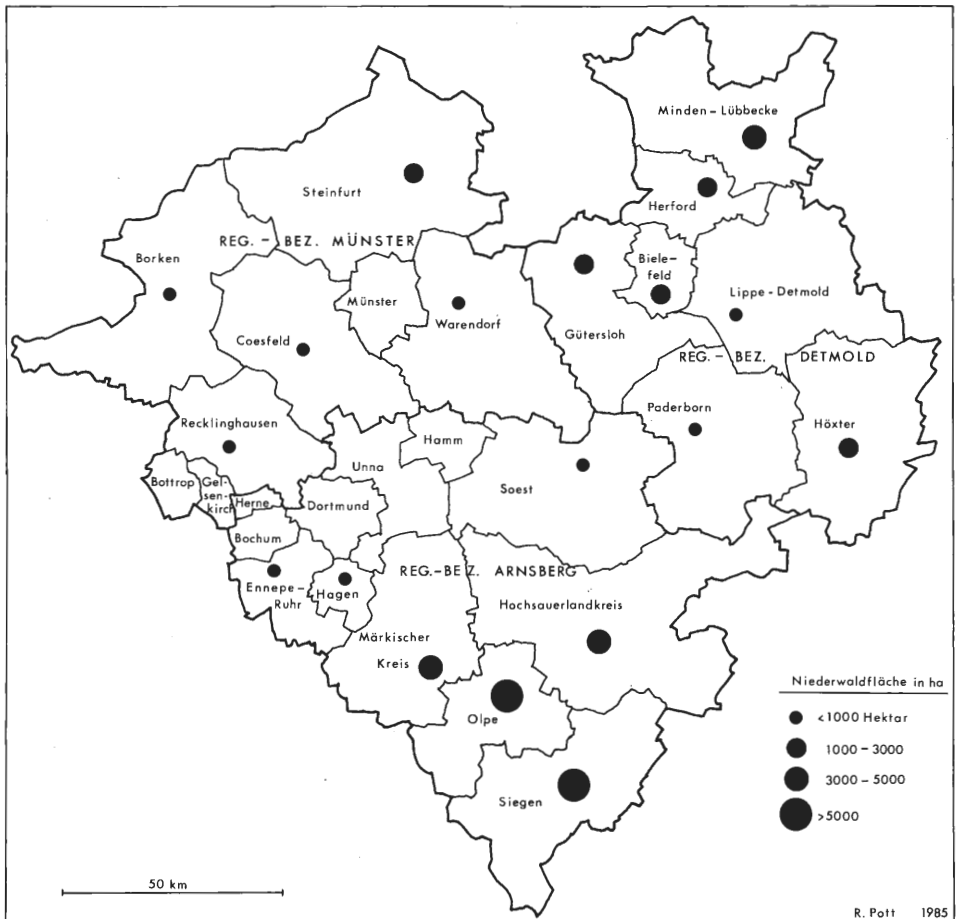 Minden - Lübbecke
Steinfurt
Herford
REG. - BEZ. MÜNSTER
Borken
Biele-
feld
Münster
Lippe - Detmold
Warendorf
Gütersloh
Coesfeld
REG. - BEZ. DETMOLD
Paderborn
Recklinghausen
Höxter
Hamm
Unna
Bottrop
Gel-
sen-
kirch
Soest
Herne
Dortmund
Bochum
REG.-BEZ. ARNSBERG
Ennepe-
Ruhr
Hagen
Hochsauerlandkreis
Märkischer
Kreis
Olpe
Siegen
Niederwaldfläche in ha
<1000 Hektar
1000 - 3000
3000 - 5000
>5000
50 km
R. Pott 1985